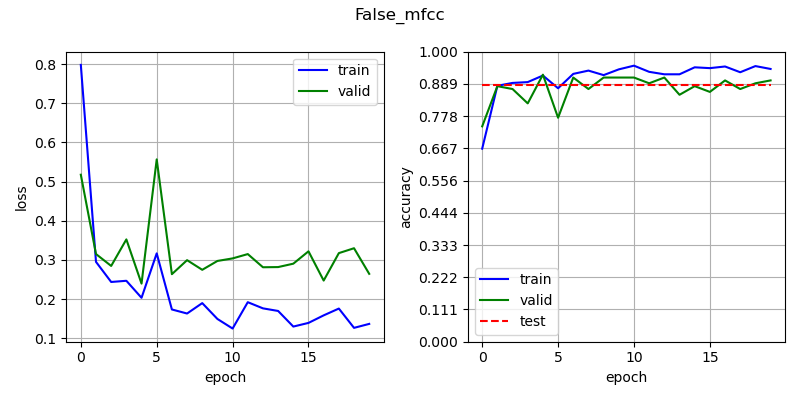 False_mfcc
0.8
0.7
0.6
0.5
0.4
0.3
0.2
0.1
loss
0
5
10
15
epoch
train
valid
1.000
0.889
0.778
0.667
0.556
0.444
0.333
0.222
0.111
0.000
accuracy
0
5
10
15
epoch
train
valid
test